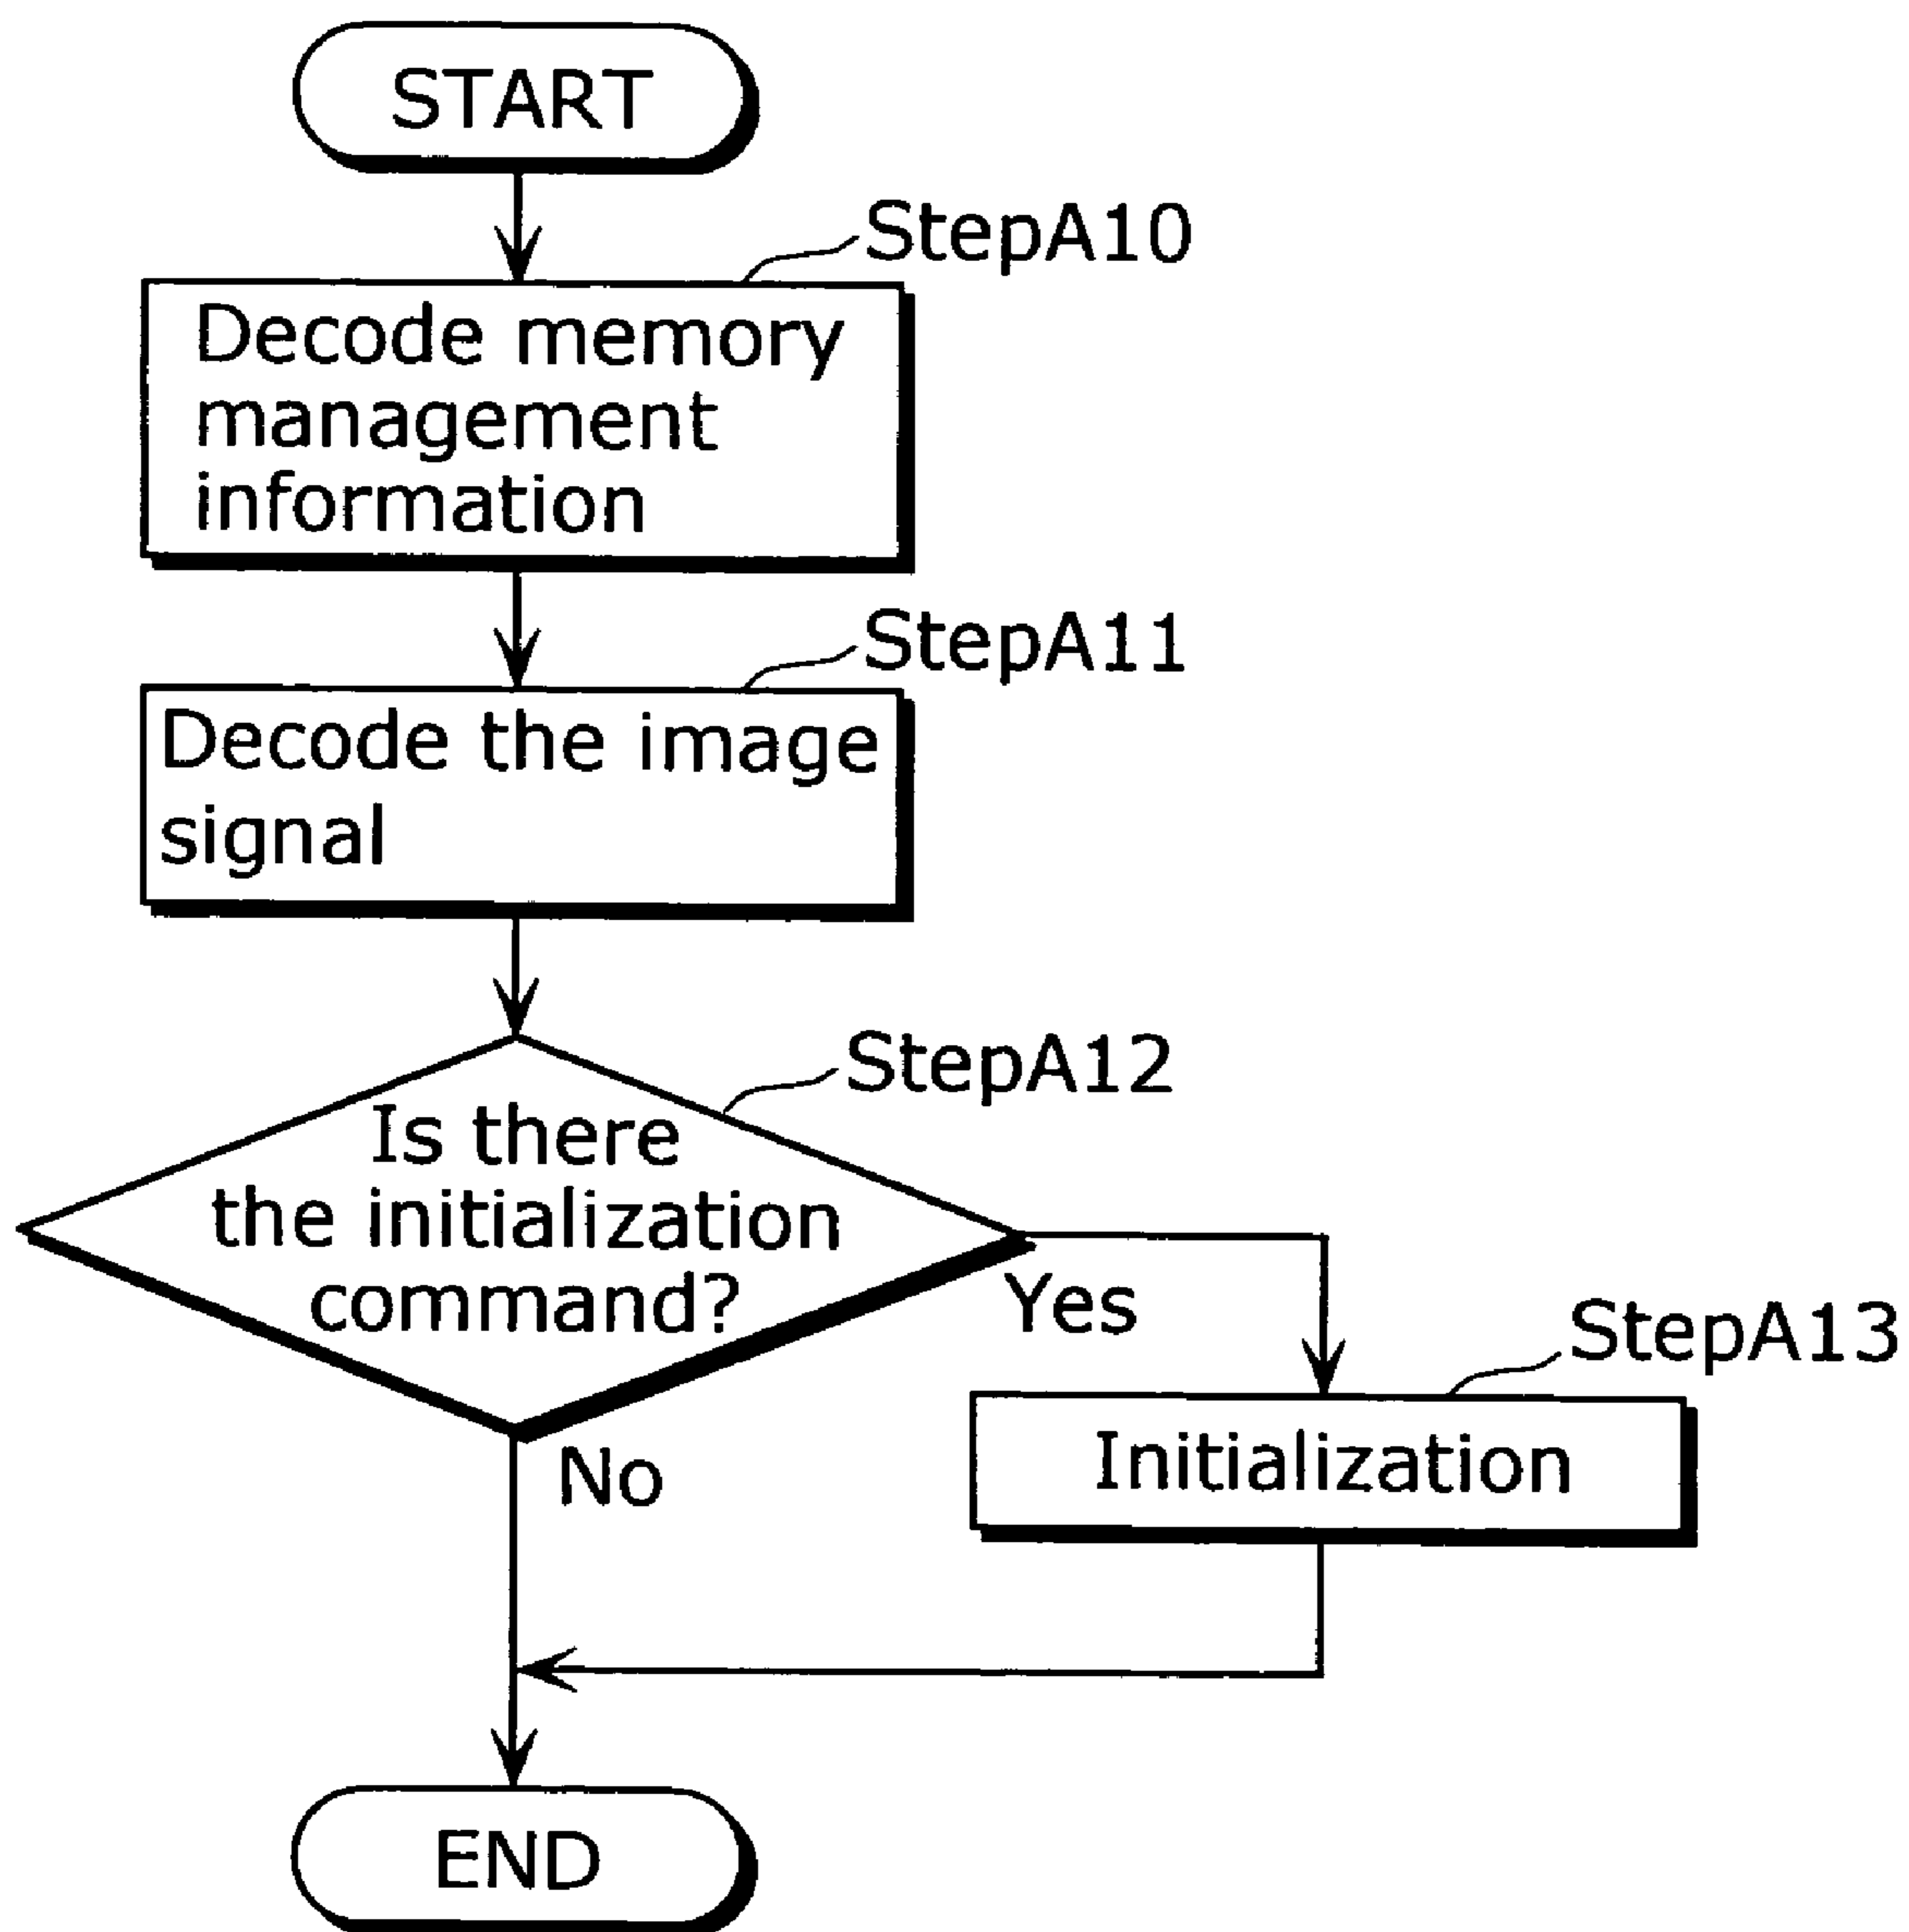 START
StepA10
Decode memory
management
information
StepA11
Decode the image
signal
StepA12
Is there
the initialization
command?
Yes
StepA13
Initialization
No
END